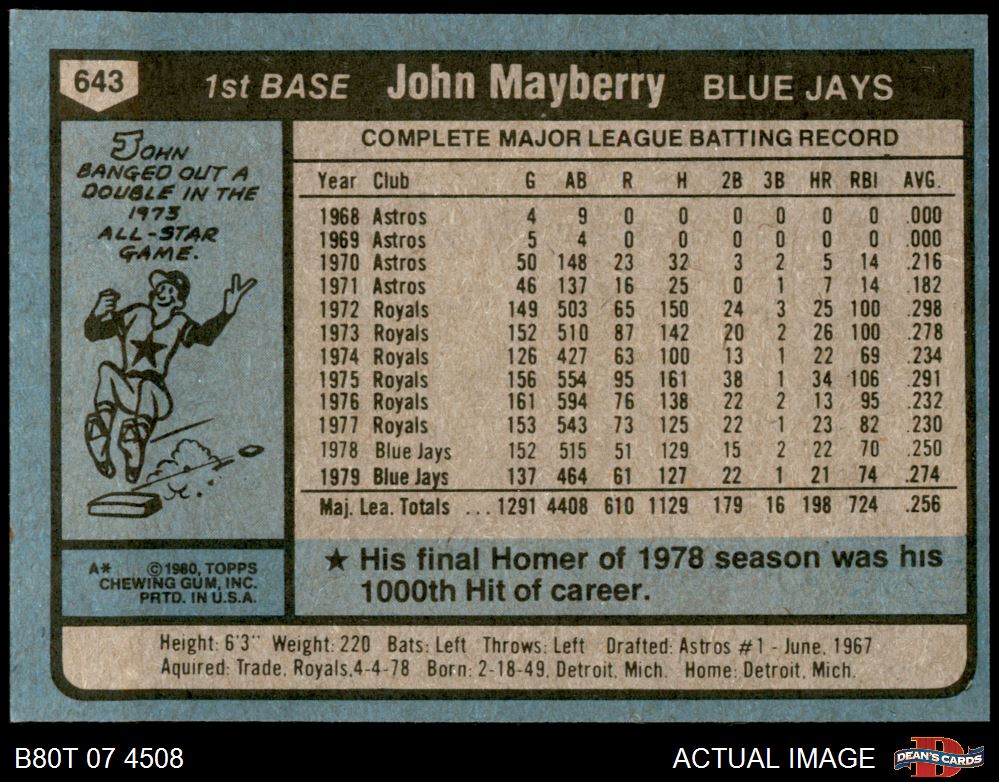 643 1st BASE John Mayberry BLUE JAYS
JOHN
BANGED OUT A
DOUBLE IN THE
1973
ALL-STAR
GAME.
A* ©1980, TOPPS
CHEWING GUM, INC.
PRTD. IN U.S.A.
COMPLETE MAJOR LEAGUE BATTING RECORD
Year Club G AB R H 2B 3B HR RBI AVG.
1968 Astros 4 9 0 0 0 0 0 0 .000
1969 Astros 5 4 0 0 0 0 0 0 .000
1970 Astros 50 148 23 32 3 2 5 14 .216
1971 Astros 46 137 16 25 0 1 7 14 .182
1972 Royals 149 503 65 150 24 3 25 100 .298
1973 Royals 152 510 87 142 20 2 26 100 .278
1974 Royals 126 427 63 100 13 1 22 69 .234
1975 Royals 156 554 95 161 38 1 34 106 .291
1976 Royals 161 594 76 138 22 2 13 95 .232
1977 Royals 153 543 73 125 22 1 23 82 .230
1978 Blue Jays 152 515 51 129 15 2 22 70 .250
1979 Blue Jays 137 464 61 127 22 1 21 74 .274
Maj. Lea. Totals ... 1291 4408 610 1129 179 16 198 724 .256
★ His final Homer of 1978 season was his
1000th Hit of career.
Height: 6'3" Weight: 220 Bats: Left Throws: Left Drafted: Astros #1 - June, 1967
Aquired: Trade, Royals,4-4-78 Born: 2-18-49, Detroit, Mich. Home: Detroit, Mich.
B80T 07 4508 ACTUAL IMAGE DEAN'S CARDS